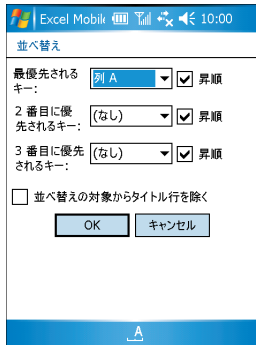 Excel Mobile 10:00
並べ替え
最優先される 列 A 昇順
キー:
2 番目に優 (なし) 昇順
先されるキー:
3 番目に優先 (なし) 昇順
されるキー:
並べ替えの対象からタイトル行を除く
OK キャンセル
A